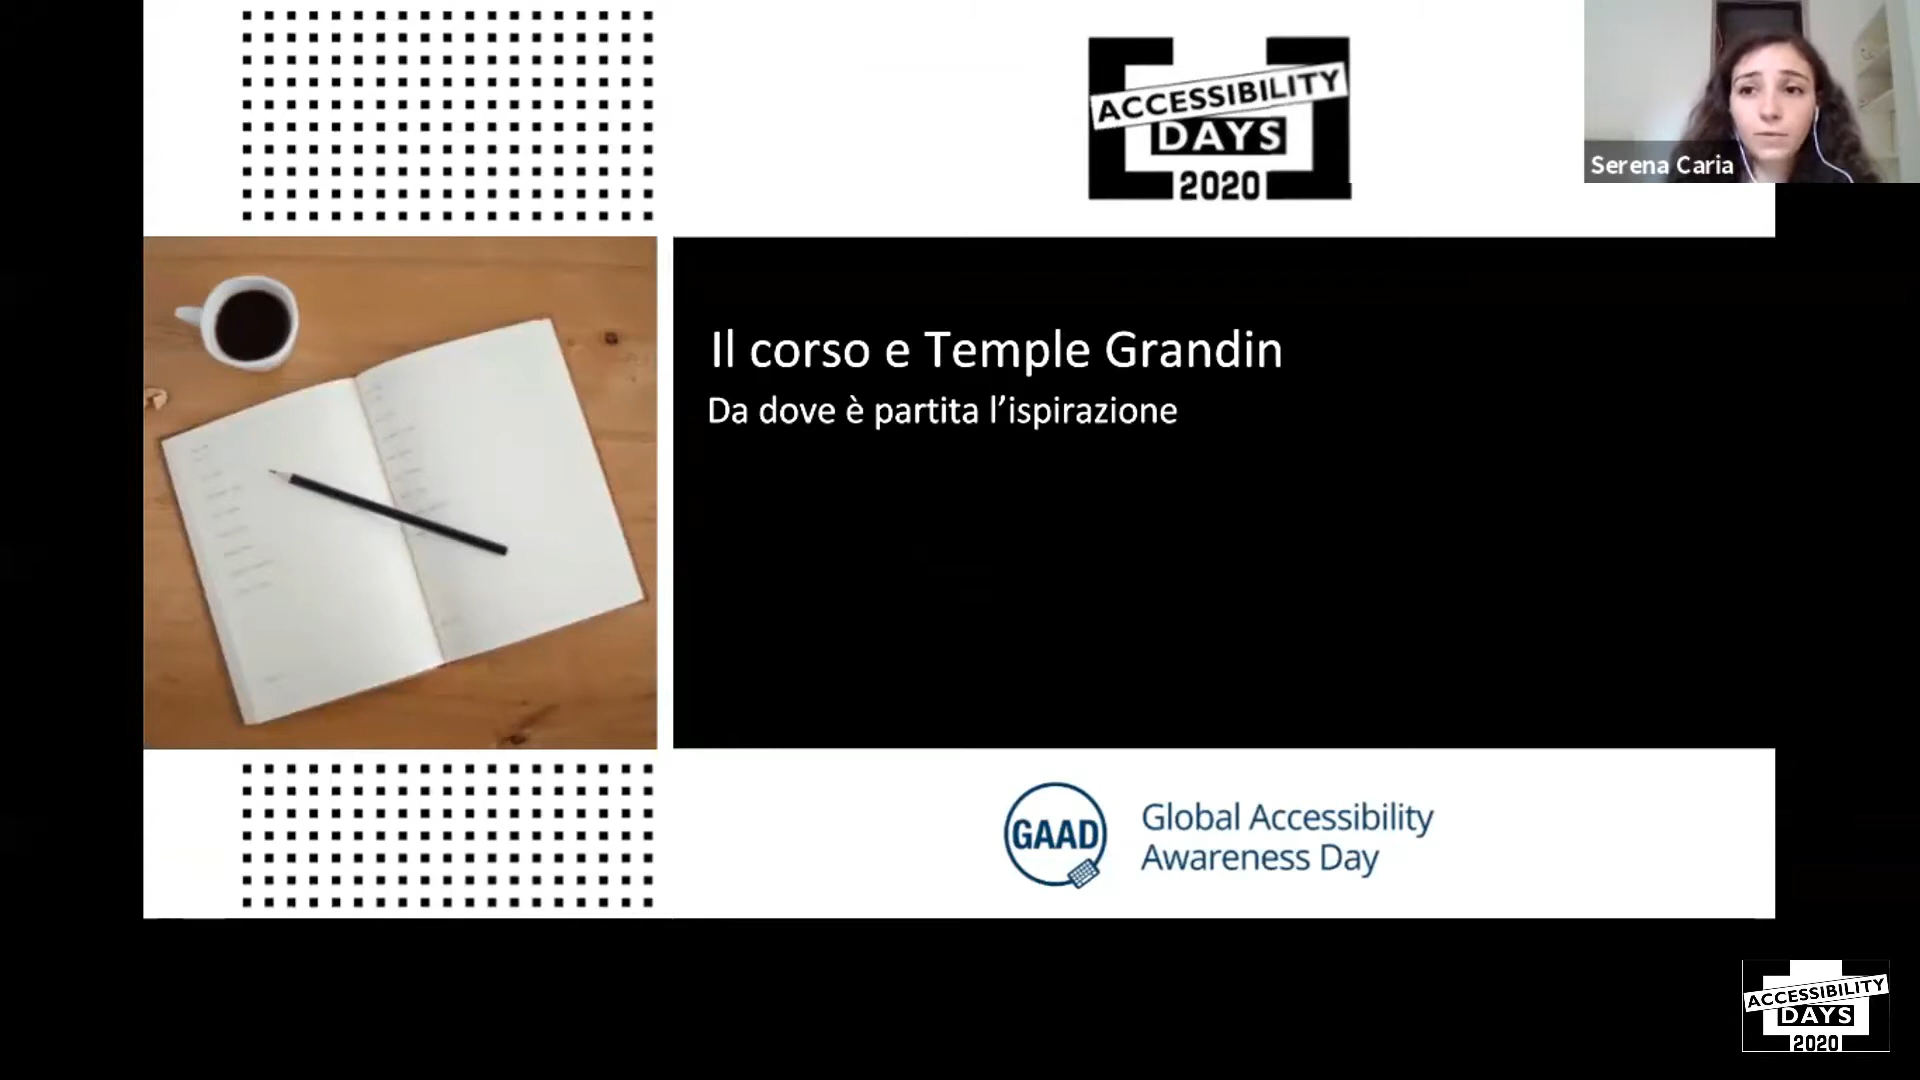 ACCESSIBILITY
DAYS
2020
Serena Caria
Il corso e Temple Grandin
Da dove è partita l’ispirazione
GAAD
Global Accessibility
Awareness Day
ACCESSIBILITY
DAYS
2020